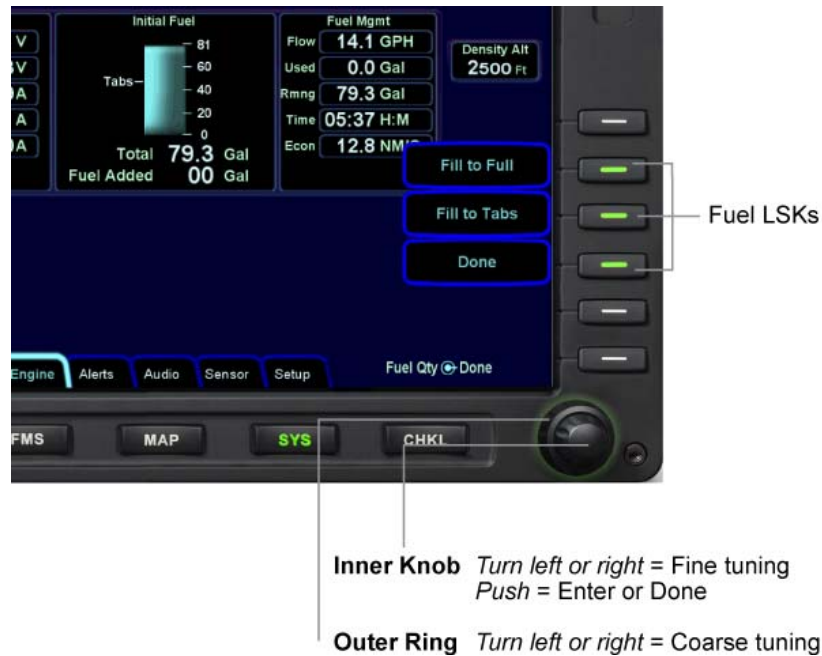 Initial Fuel
81
60
Tabs
40
20
0
Total 79.3 Gal
Fuel Added 00 Gal
V
V
A
A
A
Fuel Mgmt
Flow 14.1 GPH
Used 0.0 Gal
Rmng 79.3 Gal
Time 05:37 H:M
Econ 12.8
Density Alt
2500 Ft
Fill to Full
Fill to Tabs
Done
Fuel LSKs
Engine Alerts Audio Sensor Setup
Fuel Qty Done
FMS MAP SYS CHKL
Inner Knob Turn left or right = Fine tuning
Push = Enter or Done
Outer Ring Turn left or right = Coarse tuning